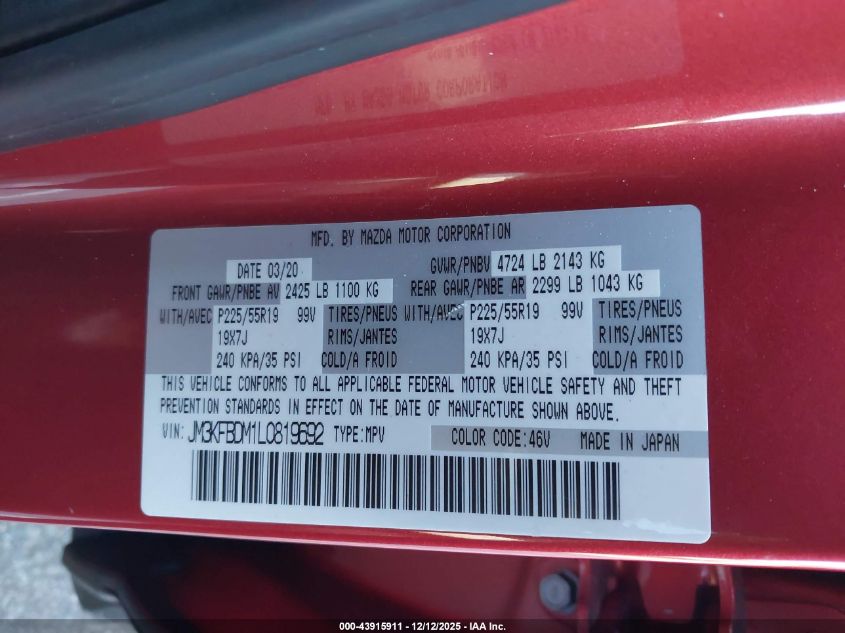 MFD. BY MAZDA MOTOR CORPORATION
DATE 03/20 GVWR/PNBV 4724 LB 2143 KG
FRONT GAWR/PNBE AV 2425 LB 1100 KG REAR GAWR/PNBE AR 2299 LB 1043 KG
WITH/AVEC P225/55R19 99V TIRES/PNEUS WITH/AVEC P225/55R19 99V TIRES/PNEUS
19X7J RIMS/JANTES 19X7J RIMS/JANTES
240 KPA/35 PSI COLD/A FROID 240 KPA/35 PSI COLD/A FROID
THIS VEHICLE CONFORMS TO ALL APPLICABLE FEDERAL MOTOR VEHICLE SAFETY AND THEFT
PREVENTION STANDARDS IN EFFECT ON THE DATE OF MANUFACTURE SHOWN ABOVE.
VIN: JM3KFBDM1L0819692 TYPE:MPV COLOR CODE:46V MADE IN JAPAN
000-43915911 - 12/12/2025 - IAA Inc.